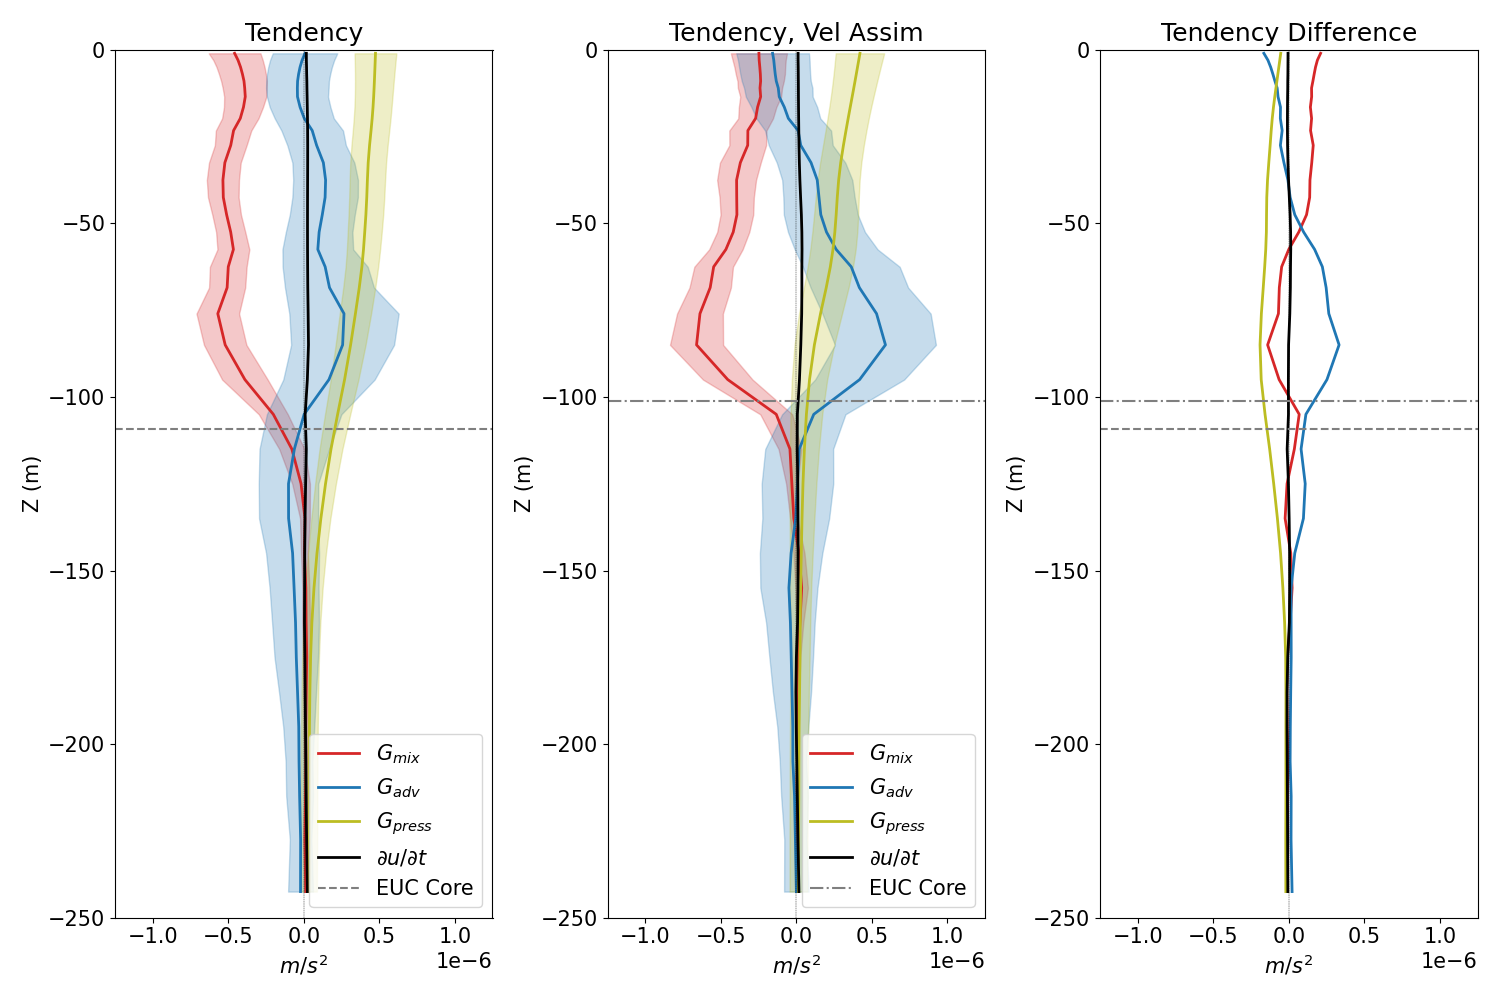 Tendency
Tendency, Vel Assim
Tendency Difference
0
−50
−100
−150
−200
−250
Z (m)
−1.0 −0.5 0.0 0.5 1.0
m/s²
1e−6
G_mix
G_adv
G_press
∂u/∂t
EUC Core
0
−50
−100
−150
−200
−250
Z (m)
−1.0 −0.5 0.0 0.5 1.0
m/s²
1e−6
G_mix
G_adv
G_press
∂u/∂t
EUC Core
0
−50
−100
−150
−200
−250
Z (m)
−1.0 −0.5 0.0 0.5 1.0
m/s²
1e−6